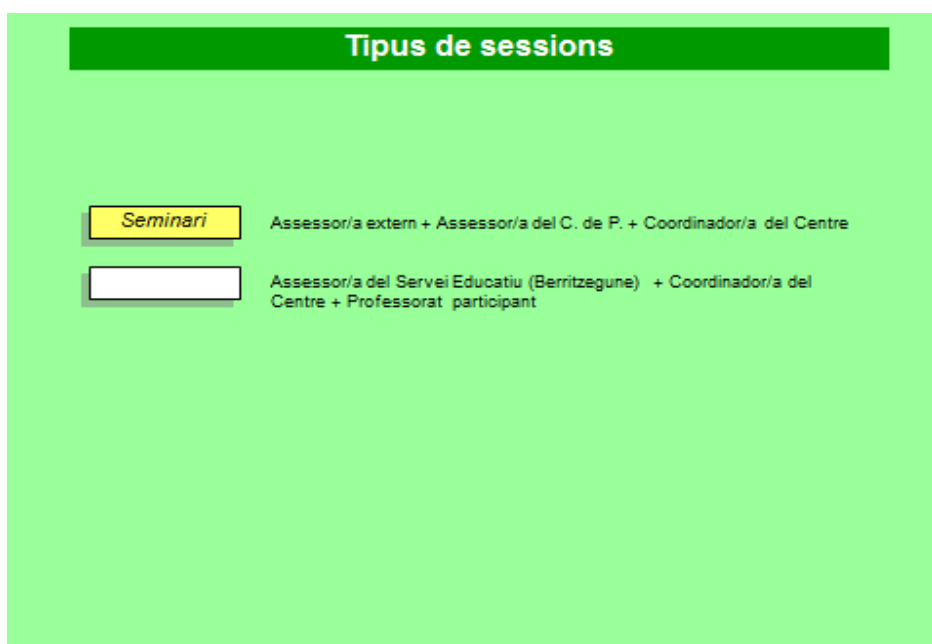 Tipus de sessions
Seminari
Assessor/a extern + Assessor/a del C. de P. + Coordinador/a del Centre
Assessor/a del Servei Educatiu (Berritzegune) + Coordinador/a del
Centre + Professorat participant